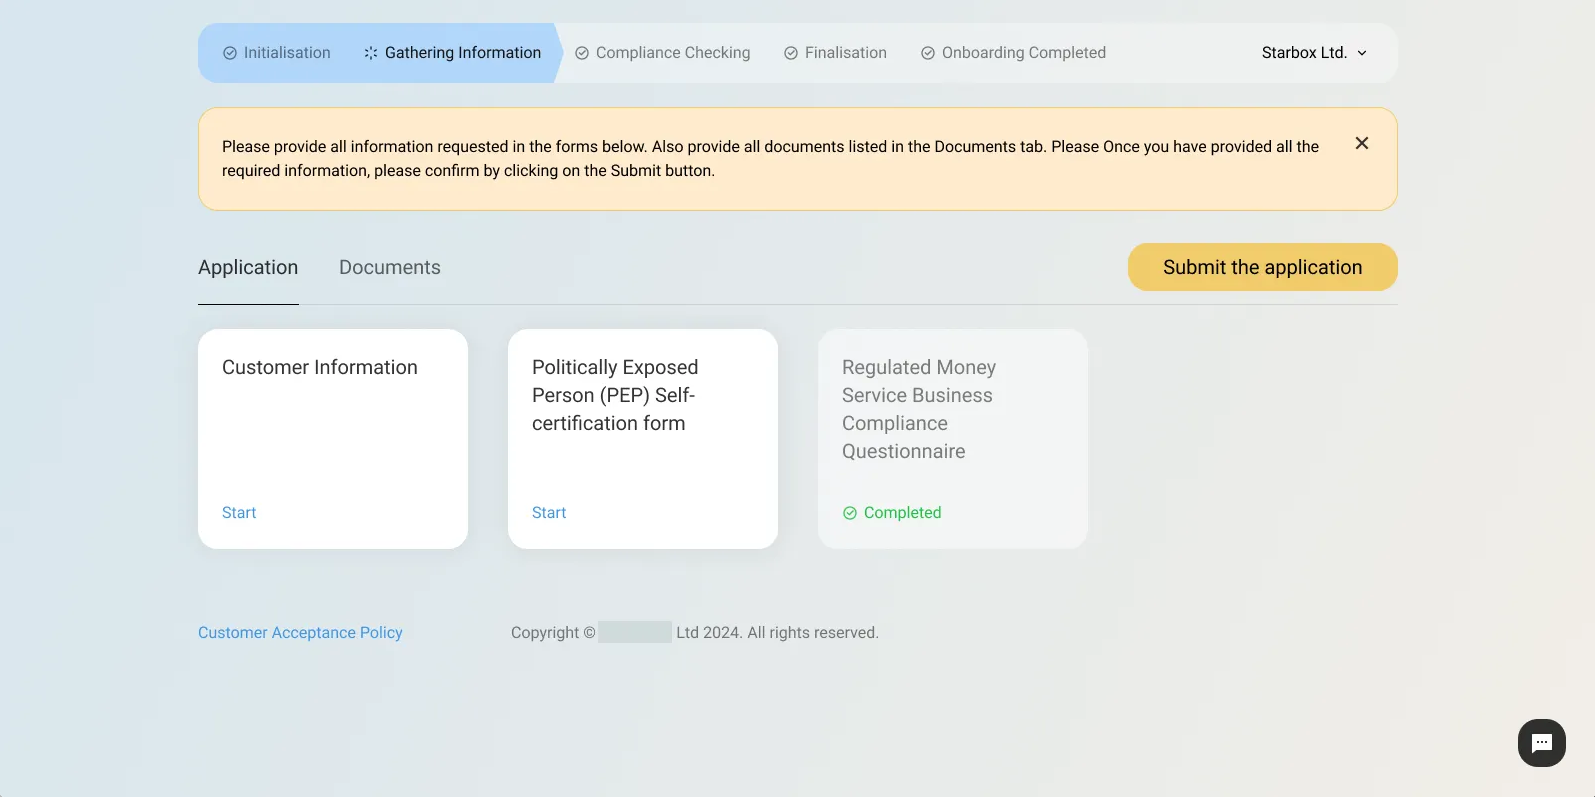 Initialisation
Gathering Information
Compliance Checking
Finalisation
Onboarding Completed
Starbox Ltd.
Please provide all information requested in the forms below. Also provide all documents listed in the Documents tab. Please Once you have provided all the
required information, please confirm by clicking on the Submit button.
Application
Documents
Submit the application
Customer Information
Start
Politically Exposed
Person (PEP) Self-
certification form
Start
Regulated Money
Service Business
Compliance
Questionnaire
Completed
Customer Acceptance Policy
Copyright © Ltd 2024. All rights reserved.